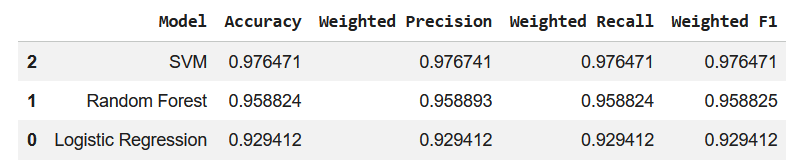 Model Accuracy Weighted Precision Weighted Recall Weighted F1
2 SVM 0.976471 0.976741 0.976471 0.976471
1 Random Forest 0.958824 0.958893 0.958824 0.958825
0 Logistic Regression 0.929412 0.929412 0.929412 0.929412